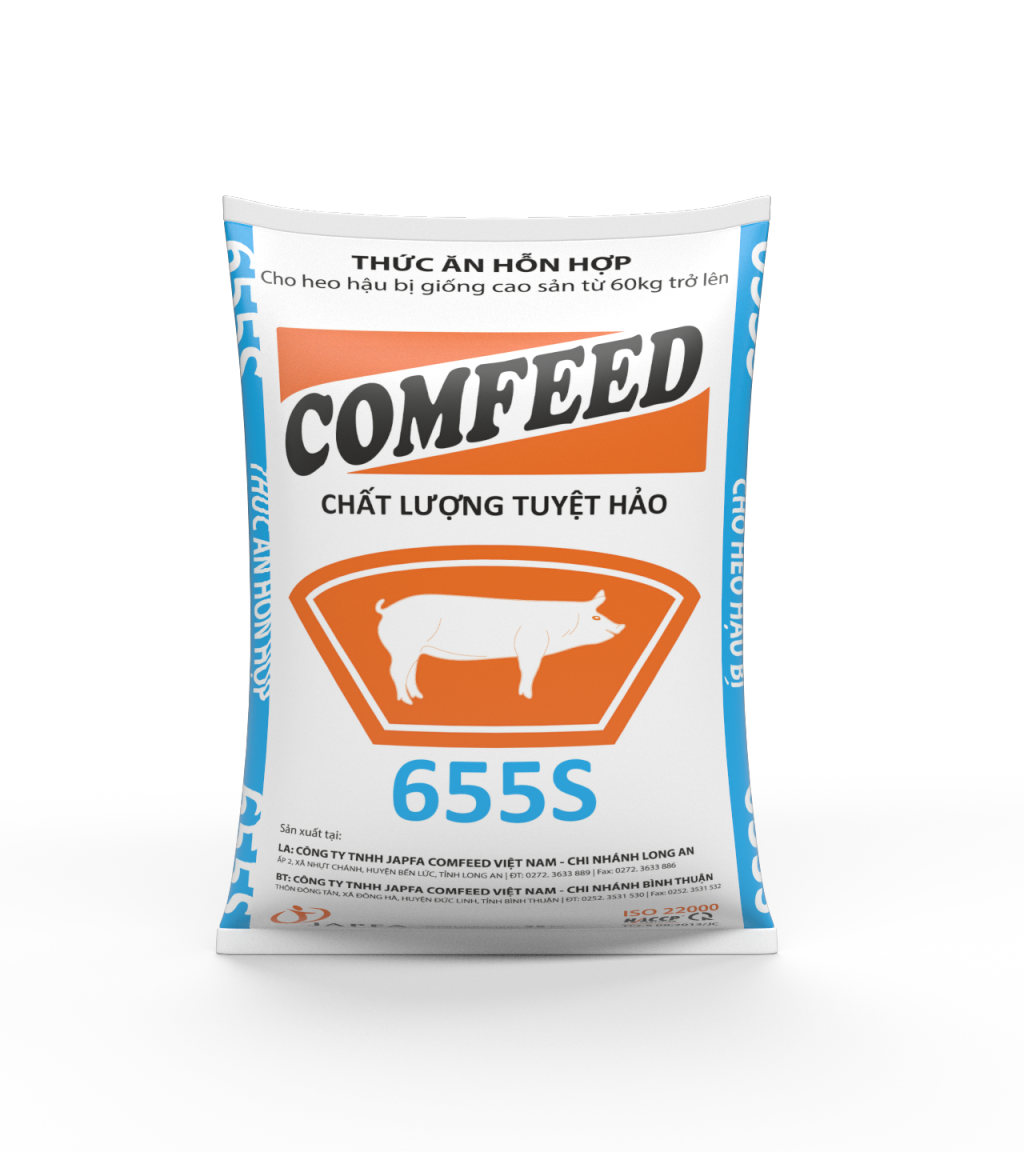 THỨC ĂN HỖN HỢP
Cho heo hậu bị giống cao sản từ 60kg trở lên
COMFEED
CHẤT LƯỢNG TUYỆT HẢO
655S
Sản xuất tại:
LA: CÔNG TY TNHH JAPFA COMFEED VIỆT NAM - CHI NHÁNH LONG AN
ẤP 2, XÃ NHỰT CHÁNH, HUYỆN BẾN LỨC, TỈNH LONG AN | ĐT: 0272. 3633 889 | Fax: 0272. 3633 886
BT: CÔNG TY TNHH JAPFA COMFEED VIỆT NAM - CHI NHÁNH BÌNH THUẬN
THÔN ĐÔNG TÂN, XÃ ĐÔNG HÀ, HUYỆN ĐỨC LINH, TỈNH BÌNH THUẬN | ĐT: 0252. 3531 530 | Fax: 0252. 3531 532
JAPFA
ISO 22000
HACCP
655S
THỨC ĂN HỖN HỢP
655S
655S
CHO HEO HẬU BỊ
655S